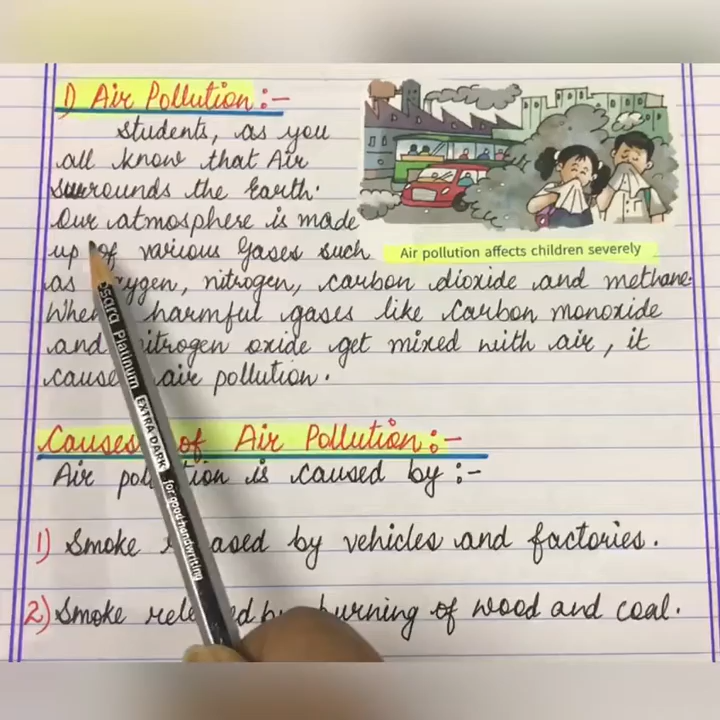 1) Air Pollution :-
Students, as you
all know that Air
surrounds the Earth.
Our atmosphere is made
up of various Gases such
Air pollution affects children severely
as oxygen, nitrogen, carbon dioxide and methane.
When harmful gases like Carbon monoxide
and nitrogen oxide get mixed with air, it
causes air pollution.
Causes of Air Pollution :-
Air pollution is caused by :-
1) Smoke released by vehicles and factories.
2) Smoke released by burning of wood and coal.
osara Platinum EXTRA DARK for good handwriting